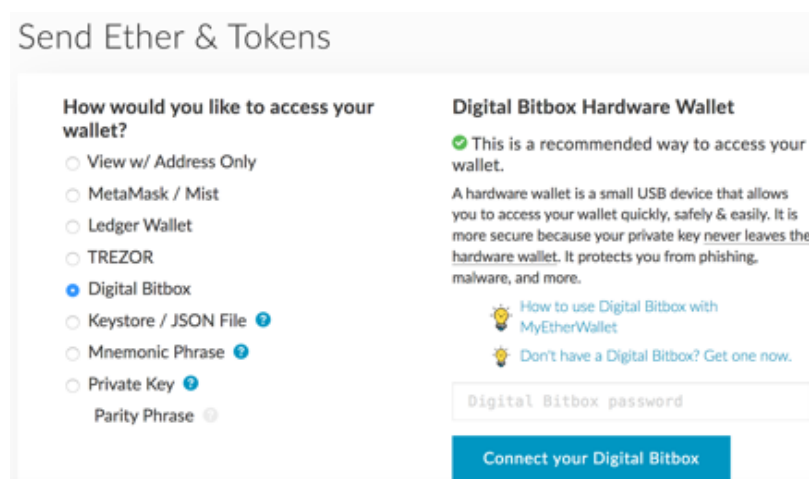 Send Ether & Tokens
How would you like to access your
wallet?
View w/ Address Only
MetaMask / Mist
Ledger Wallet
TREZOR
Digital Bitbox
Keystore / JSON File ?
Mnemonic Phrase ?
Private Key ?
Parity Phrase ?
Digital Bitbox Hardware Wallet
This is a recommended way to access your
wallet.
A hardware wallet is a small USB device that allows
you to access your wallet quickly, safely & easily. It is
more secure because your private key never leaves the
hardware wallet. It protects you from phishing,
malware, and more.
How to use Digital Bitbox with
MyEtherWallet
Don't have a Digital Bitbox? Get one now.
Digital Bitbox password
Connect your Digital Bitbox